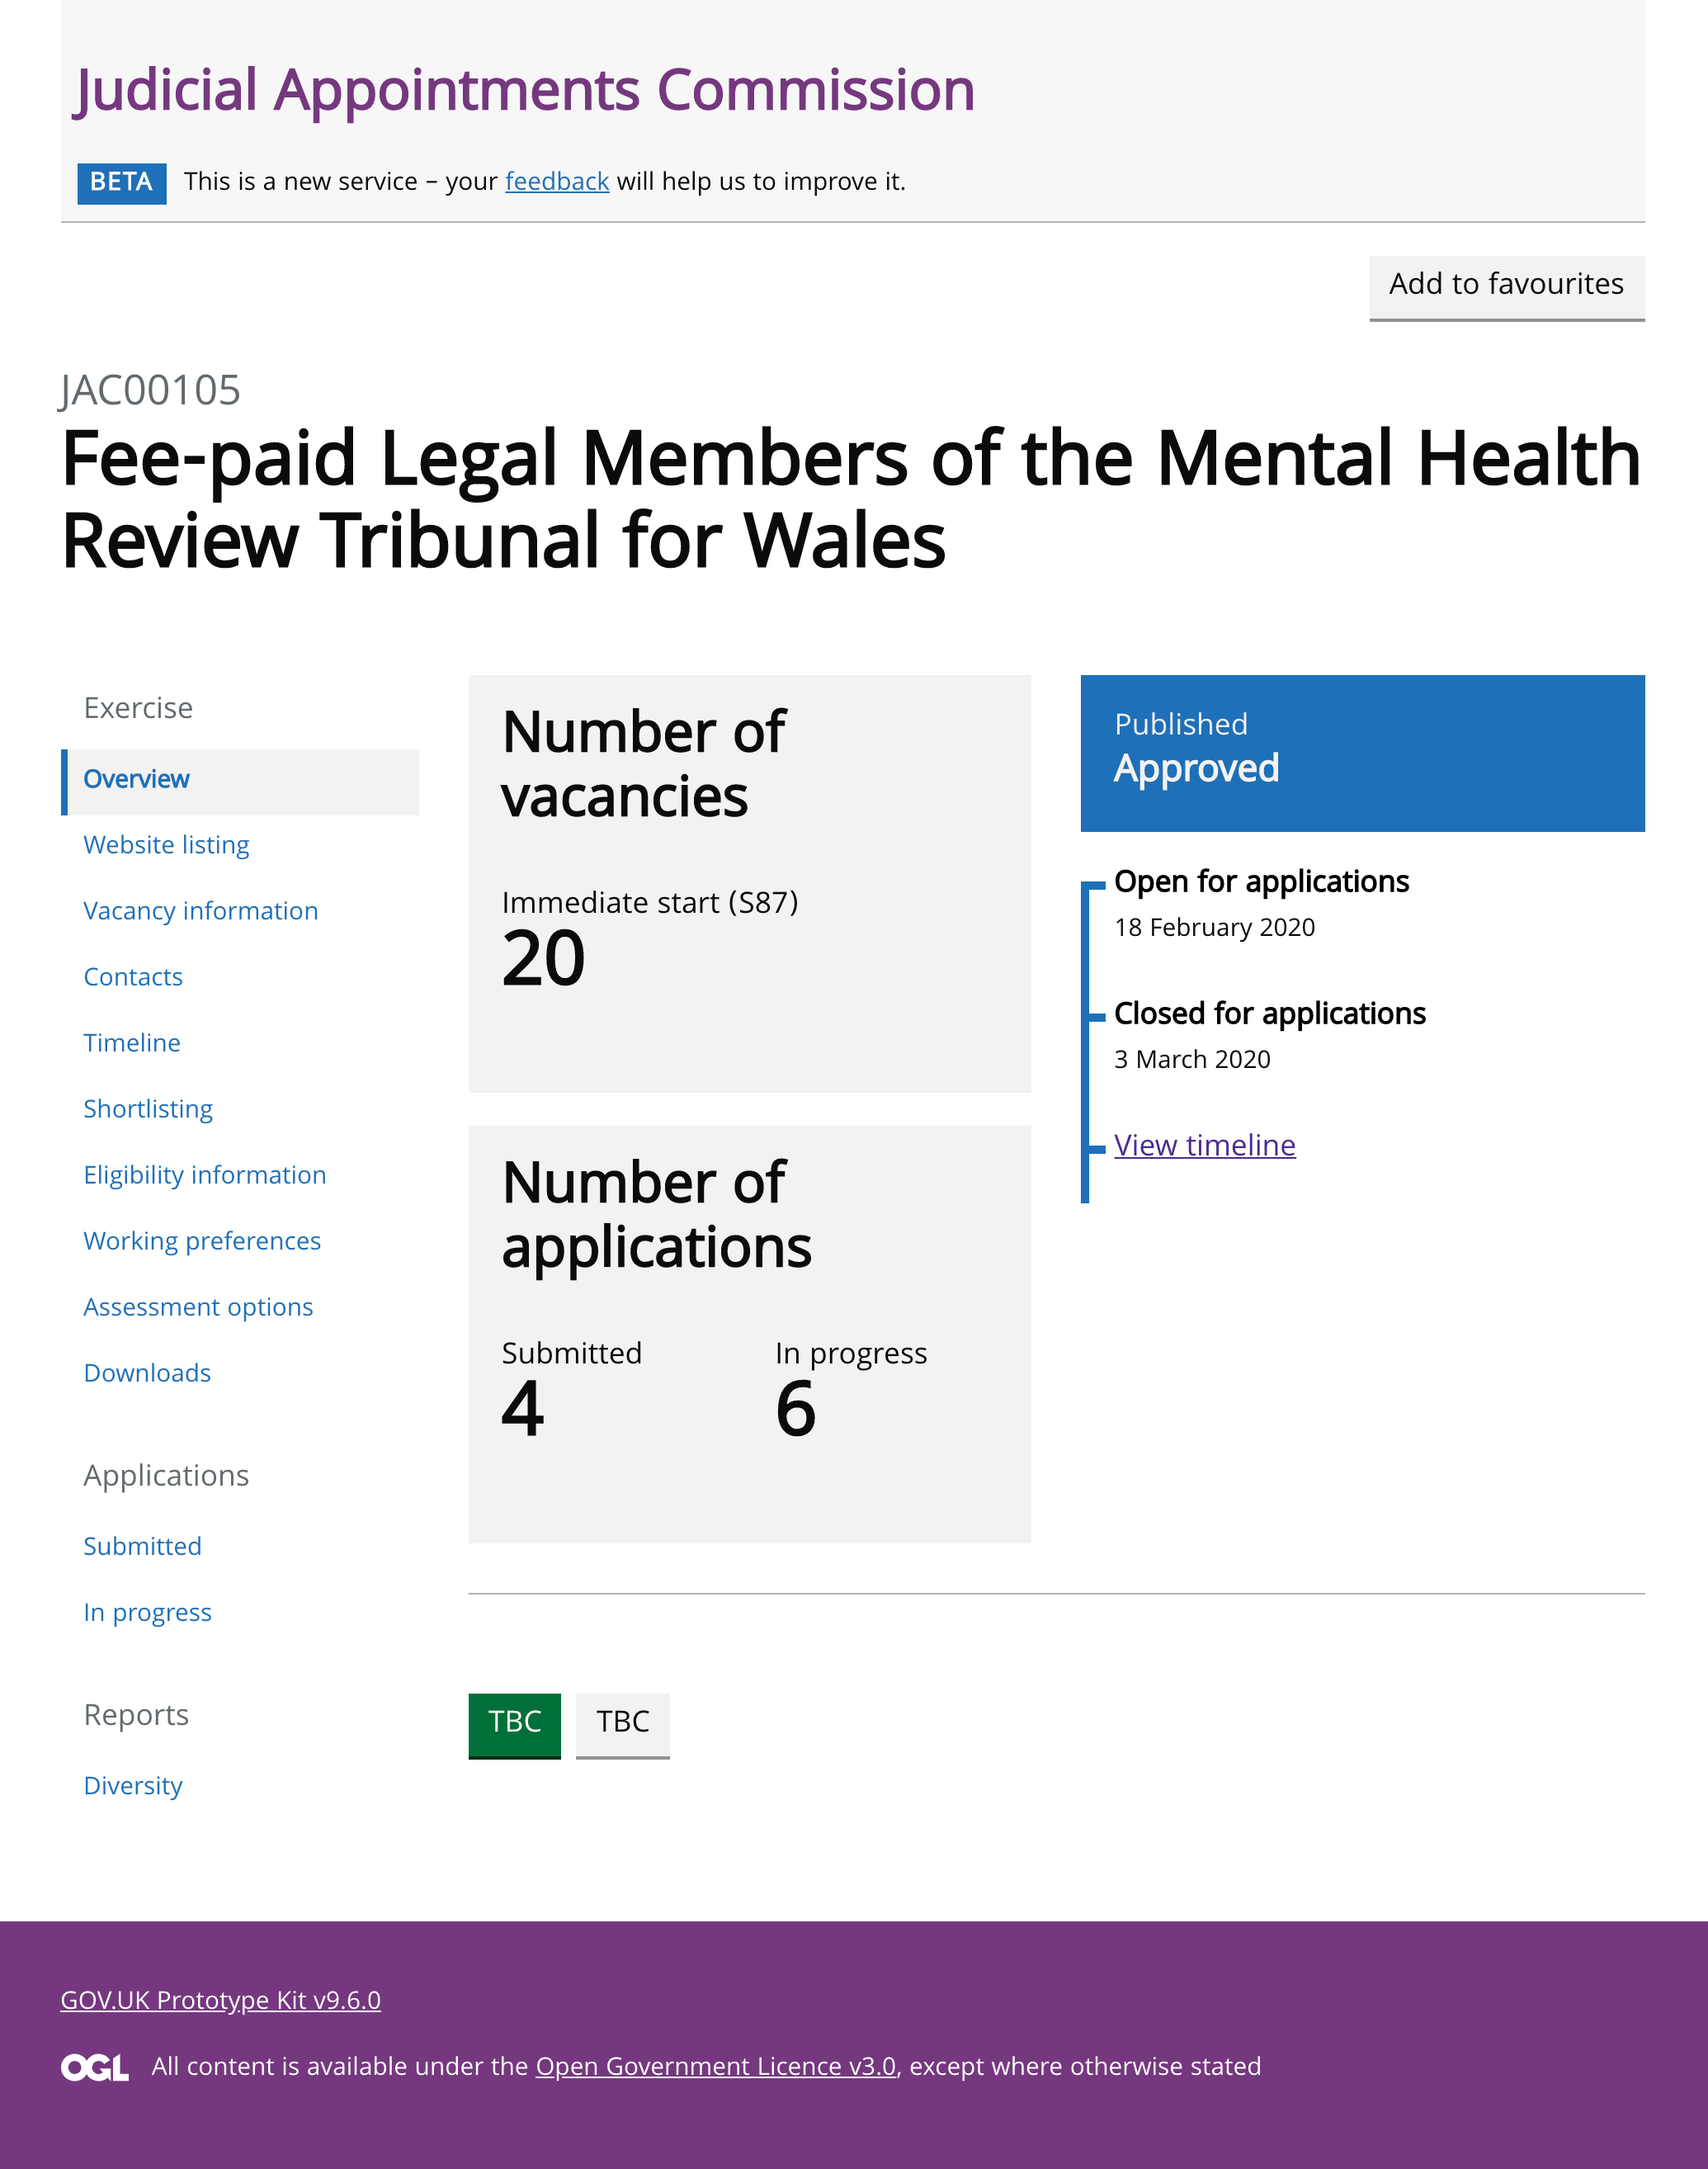 Judicial Appointments Commission
BETA This is a new service – your feedback will help us to improve it.
Add to favourites
JAC00105
Fee-paid Legal Members of the Mental Health
Review Tribunal for Wales
Exercise
Overview
Website listing
Vacancy information
Contacts
Timeline
Shortlisting
Eligibility information
Working preferences
Assessment options
Downloads
Applications
Submitted
In progress
Reports
Diversity
Number of
vacancies
Immediate start (S87)
20
Number of
applications
Submitted In progress
4 6
Published
Approved
Open for applications
18 February 2020
Closed for applications
3 March 2020
View timeline
TBC TBC
GOV.UK Prototype Kit v9.6.0
OGL All content is available under the Open Government Licence v3.0, except where otherwise stated